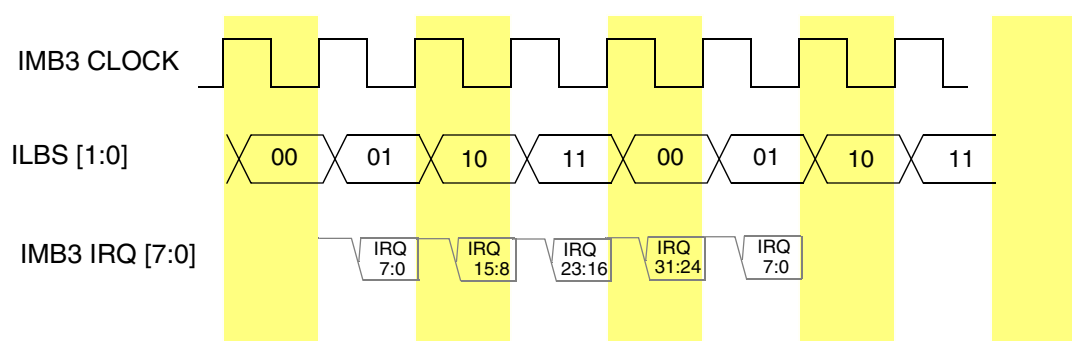 IMB3 CLOCK
ILBS [1:0] 00 01 10 11 00 01 10 11
IMB3 IRQ [7:0] IRQ IRQ IRQ IRQ IRQ
7:0 15:8 23:16 31:24 7:0